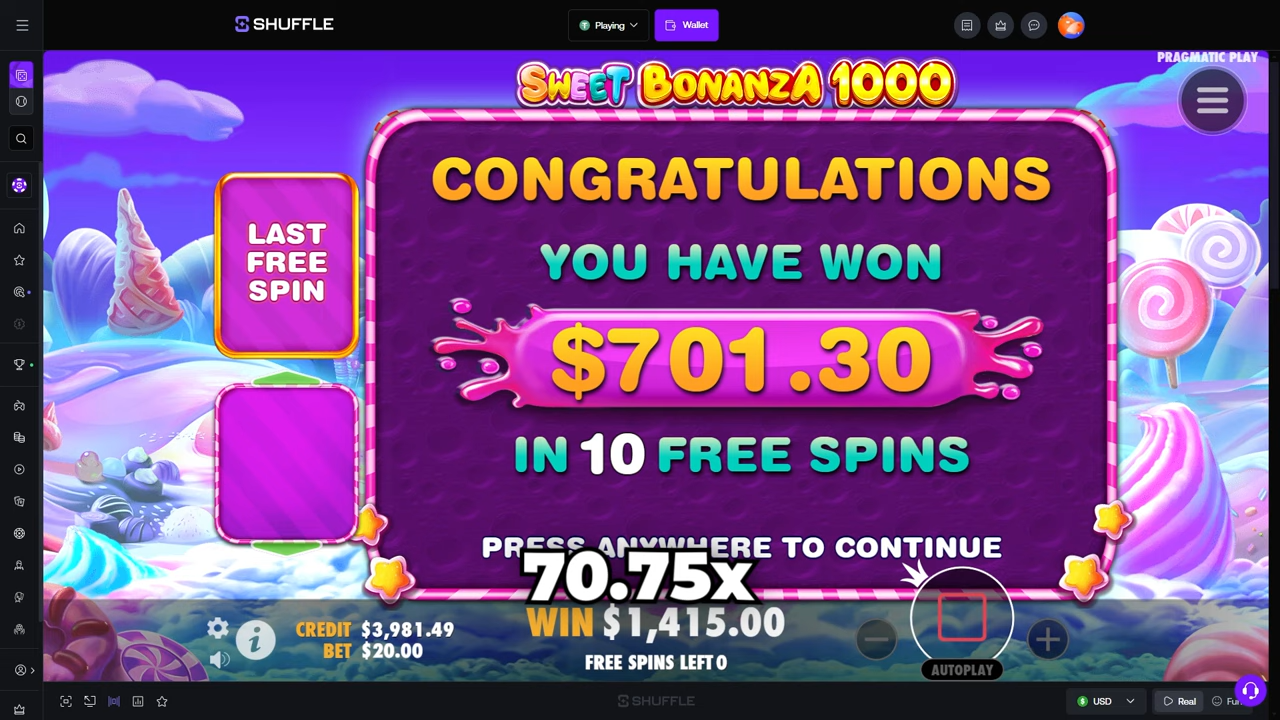 SHUFFLE
Playing
Wallet
PRAGMATIC PLAY
SWEET BONANZA 1000
CONGRATULATIONS
LAST
FREE
SPIN
YOU HAVE WON
$701.30
IN 10 FREE SPINS
PRESS ANYWHERE TO CONTINUE
70.75x
WIN $1,415.00
CREDIT $3,981.49
BET $20.00
FREE SPINS LEFT 0
AUTOPLAY
SHUFFLE
USD
Real